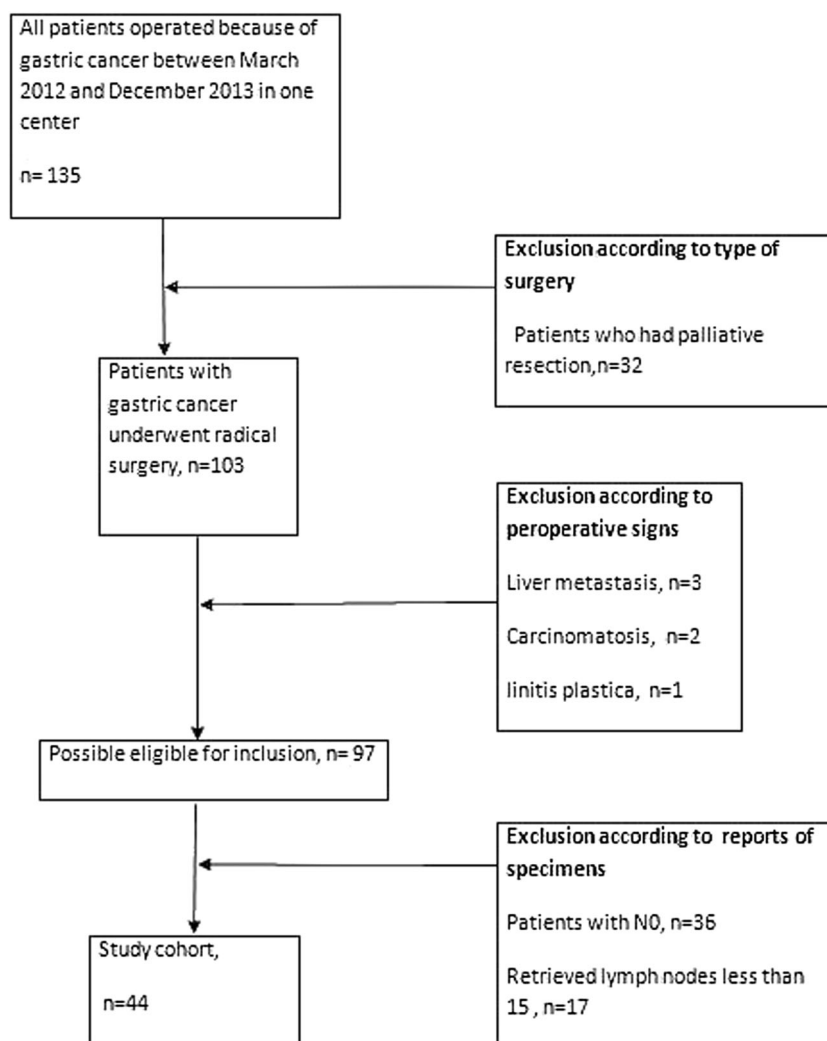 All patients operated because of
gastric cancer between March
2012 and December 2013 in one
center
n= 135
Exclusion according to type of
surgery
Patients who had palliative
resection,n=32
Patients with
gastric cancer
underwent radical
surgery, n=103
Exclusion according to
peroperative signs
Liver metastasis, n=3
Carcinomatosis, n=2
linitis plastica, n=1
Possible eligible for inclusion, n= 97
Exclusion according to reports of
specimens
Patients with N0, n=36
Retrieved lymph nodes less than
15 , n=17
Study cohort,
n=44